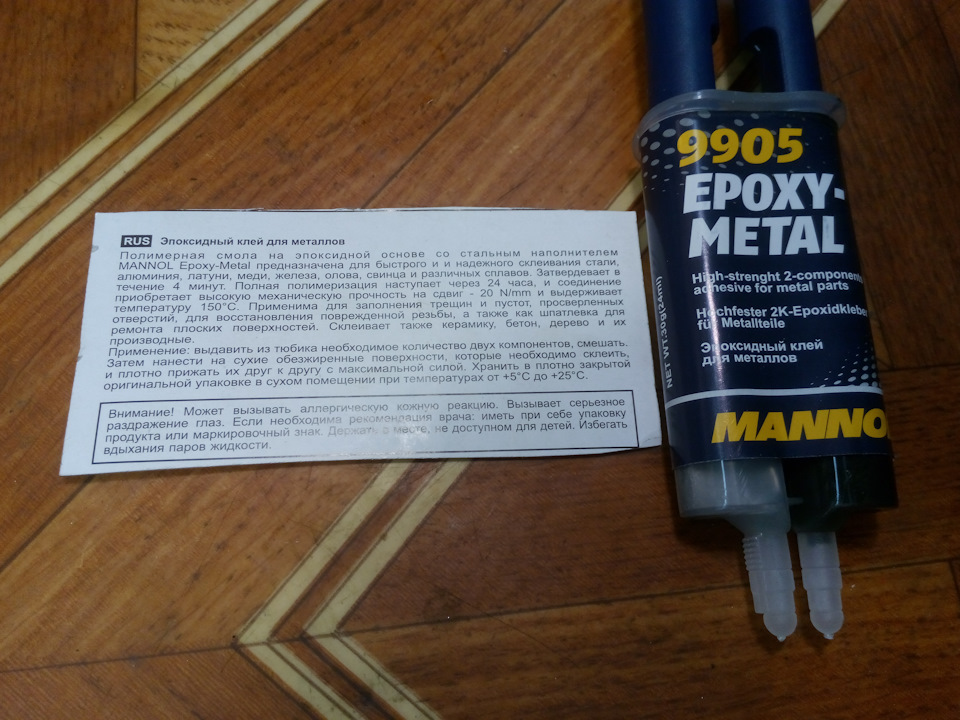 RUS Эпоксидный клей для металлов
Полимерная смола на эпоксидной основе со стальным наполнителем
MANNOL Epoxy-Metal предназначена для быстрого и и надежного склеивания стали,
алюминия, латуни, меди, железа, олова, свинца и различных сплавов. Затвердевает в
течение 4 минут. Полная полимеризация наступает через 24 часа, и соединение
приобретает высокую механическую прочность на сдвиг - 20 N/mm и выдерживает
температуру 150°С. Применима для заполнения трещин и пустот, просверленных
отверстий, для восстановления поврежденной резьбы, а также как шпатлевка для
ремонта плоских поверхностей. Склеивает также керамику, бетон, дерево и их
производные.
Применение: выдавить из тюбика необходимое количество двух компонентов, смешать.
Затем нанести на сухие обезжиренные поверхности, которые необходимо склеить,
и плотно прижать их друг к другу с максимальной силой. Хранить в плотно закрытой
оригинальной упаковке в сухом помещении при температурах от +5°С до +25°С.
Внимание! Может вызывать аллергическую кожную реакцию. Вызывает серьезное
раздражение глаз. Если необходима рекомендация врача: иметь при себе упаковку
продукта или маркировочный знак. Держать в месте, не доступном для детей. Избегать
вдыхания паров жидкости.
9905
EPOXY-
METAL
High-strenght 2-component
adhesive for metal parts
Hochfester 2K-Epoxidkleber
für Metallteile
Эпоксидный клей
для металлов
NET WT.30g(24ml)
MANNO